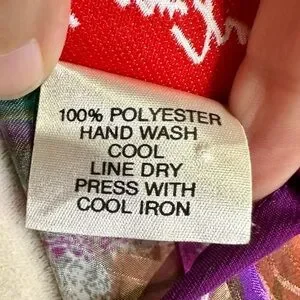 100% POLYESTER
HAND WASH
COOL
LINE DRY
PRESS WITH
COOL IRON